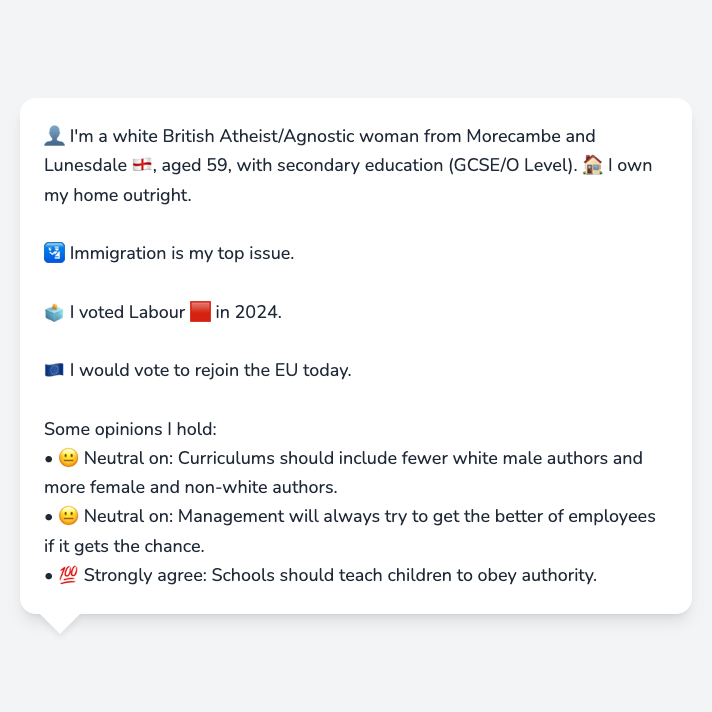 👤 I'm a white British Atheist/Agnostic woman from Morecambe and
Lunesdale 🏴󠁧󠁢󠁥󠁮󠁧󠁿, aged 59, with secondary education (GCSE/O Level). 🏠 I own
my home outright.
🛂 Immigration is my top issue.
🗳️ I voted Labour 🟥 in 2024.
🇪🇺 I would vote to rejoin the EU today.
Some opinions I hold:
• 😐 Neutral on: Curriculums should include fewer white male authors and
more female and non-white authors.
• 😐 Neutral on: Management will always try to get the better of employees
if it gets the chance.
• 💯 Strongly agree: Schools should teach children to obey authority.